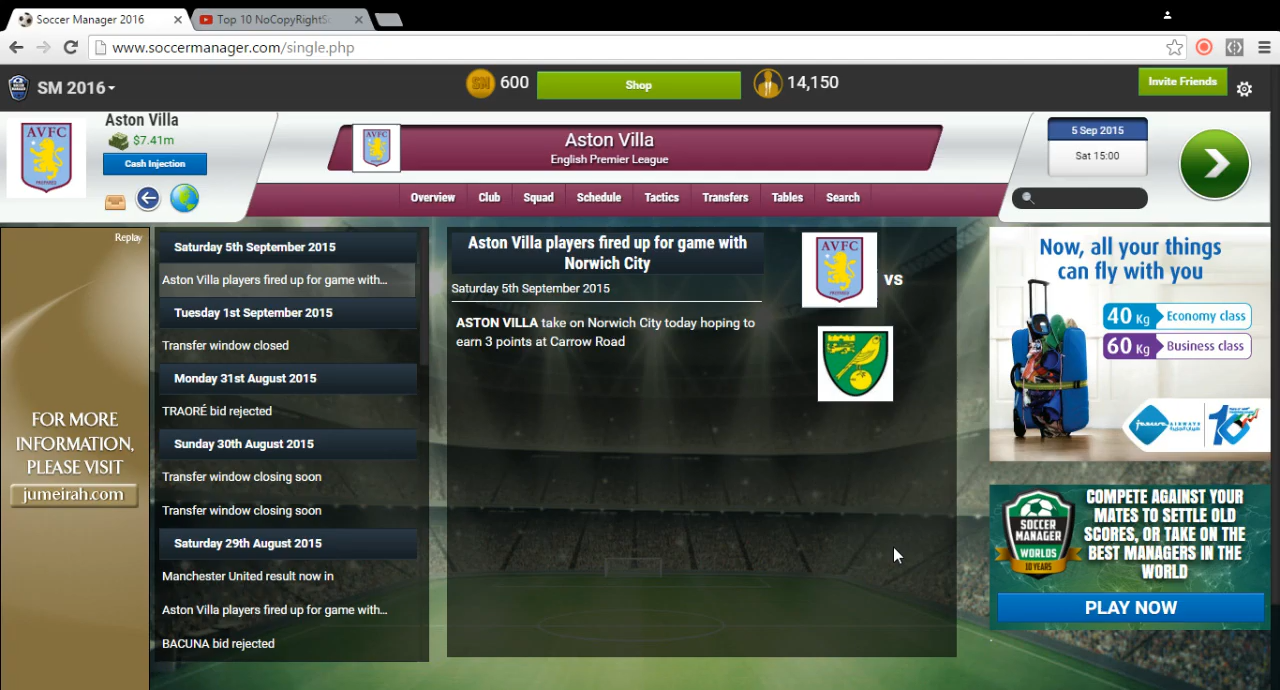 Soccer Manager 2016
Top 10 NoCopyRightSo
www.soccermanager.com/single.php
SM 2016
SM
600
Shop
14,150
Invite Friends
AVFC
PREPARED
Aston Villa
$7.41m
Cash Injection
AVFC
Aston Villa
English Premier League
5 Sep 2015
Sat 15:00
Overview
Club
Squad
Schedule
Tactics
Transfers
Tables
Search
Replay
FOR MORE
INFORMATION,
PLEASE VISIT
jumeirah.com
Saturday 5th September 2015
Aston Villa players fired up for game with...
Tuesday 1st September 2015
Transfer window closed
Monday 31st August 2015
TRAORÉ bid rejected
Sunday 30th August 2015
Transfer window closing soon
Transfer window closing soon
Saturday 29th August 2015
Manchester United result now in
Aston Villa players fired up for game with...
BACUNA bid rejected
Aston Villa players fired up for game with
Norwich City
Saturday 5th September 2015
ASTON VILLA take on Norwich City today hoping to
earn 3 points at Carrow Road
AVFC
PREPARED
VS
Now, all your things
can fly with you
40 Kg Economy class
60 Kg Business class
AIRWAYS
10
SOCCER
MANAGER
WORLDS
10 YEARS
COMPETE AGAINST YOUR
MATES TO SETTLE OLD
SCORES, OR TAKE ON THE
BEST MANAGERS IN THE
WORLD
PLAY NOW